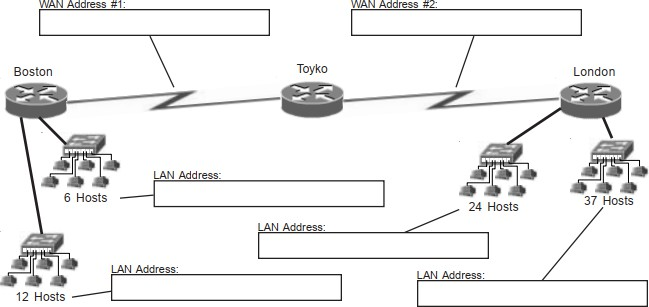 WAN Address #1:
WAN Address #2:
Boston
Toyko
London
6 Hosts
LAN Address:
24 Hosts
37 Hosts
LAN Address:
12 Hosts
LAN Address:
LAN Address: